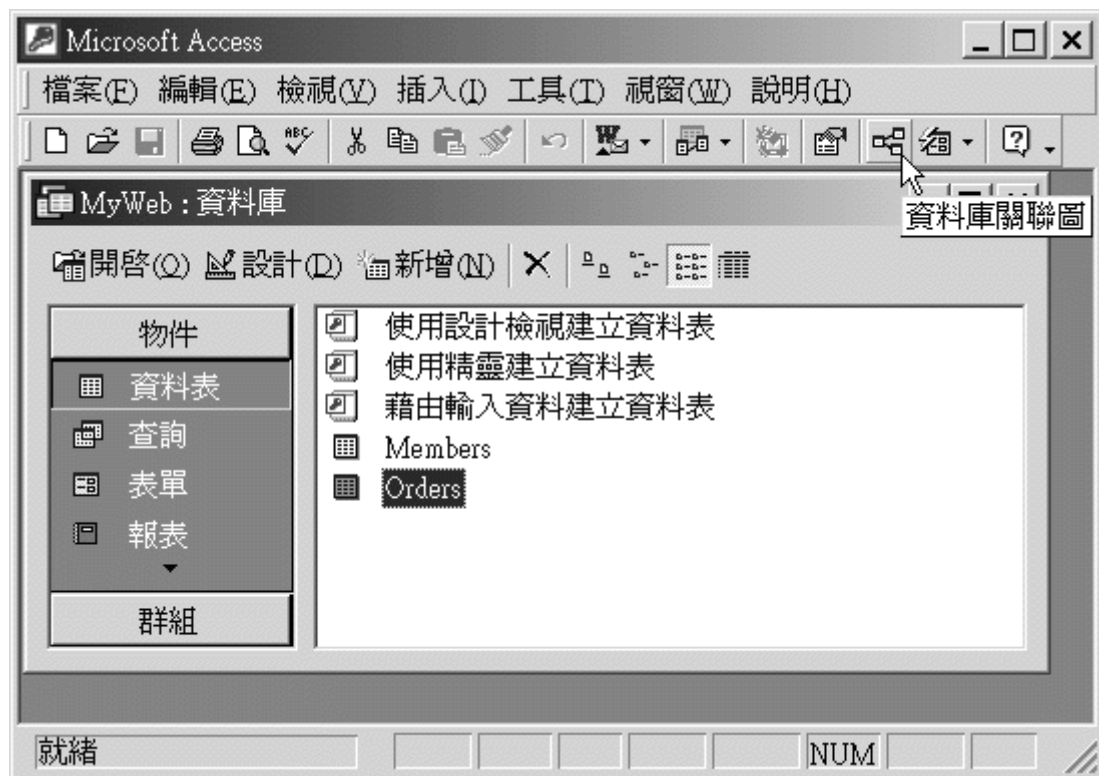 Microsoft Access
檔案(F) 編輯(E) 檢視(V) 插入(I) 工具(T) 視窗(W) 說明(H)
MyWeb : 資料庫
資料庫關聯圖
開啓(O) 設計(D) 新增(N)
物件
資料表
查詢
表單
報表
群組
使用設計檢視建立資料表
使用精靈建立資料表
藉由輸入資料建立資料表
Members
Orders
就緒
NUM